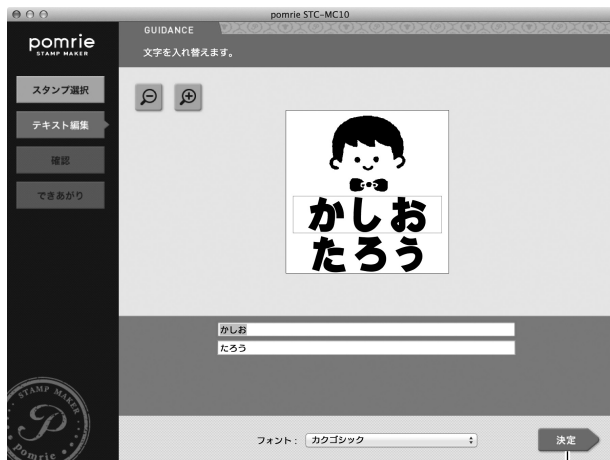 pomrie STC-MC10
pomrie
STAMP MAKER
GUIDANCE
文字を入れ替えます。
スタンプ選択
テキスト編集
確認
できあがり
かしお
たろう
かしお
たろう
STAMP MAKER
P
pomrie
フォント： カクゴシック
決定